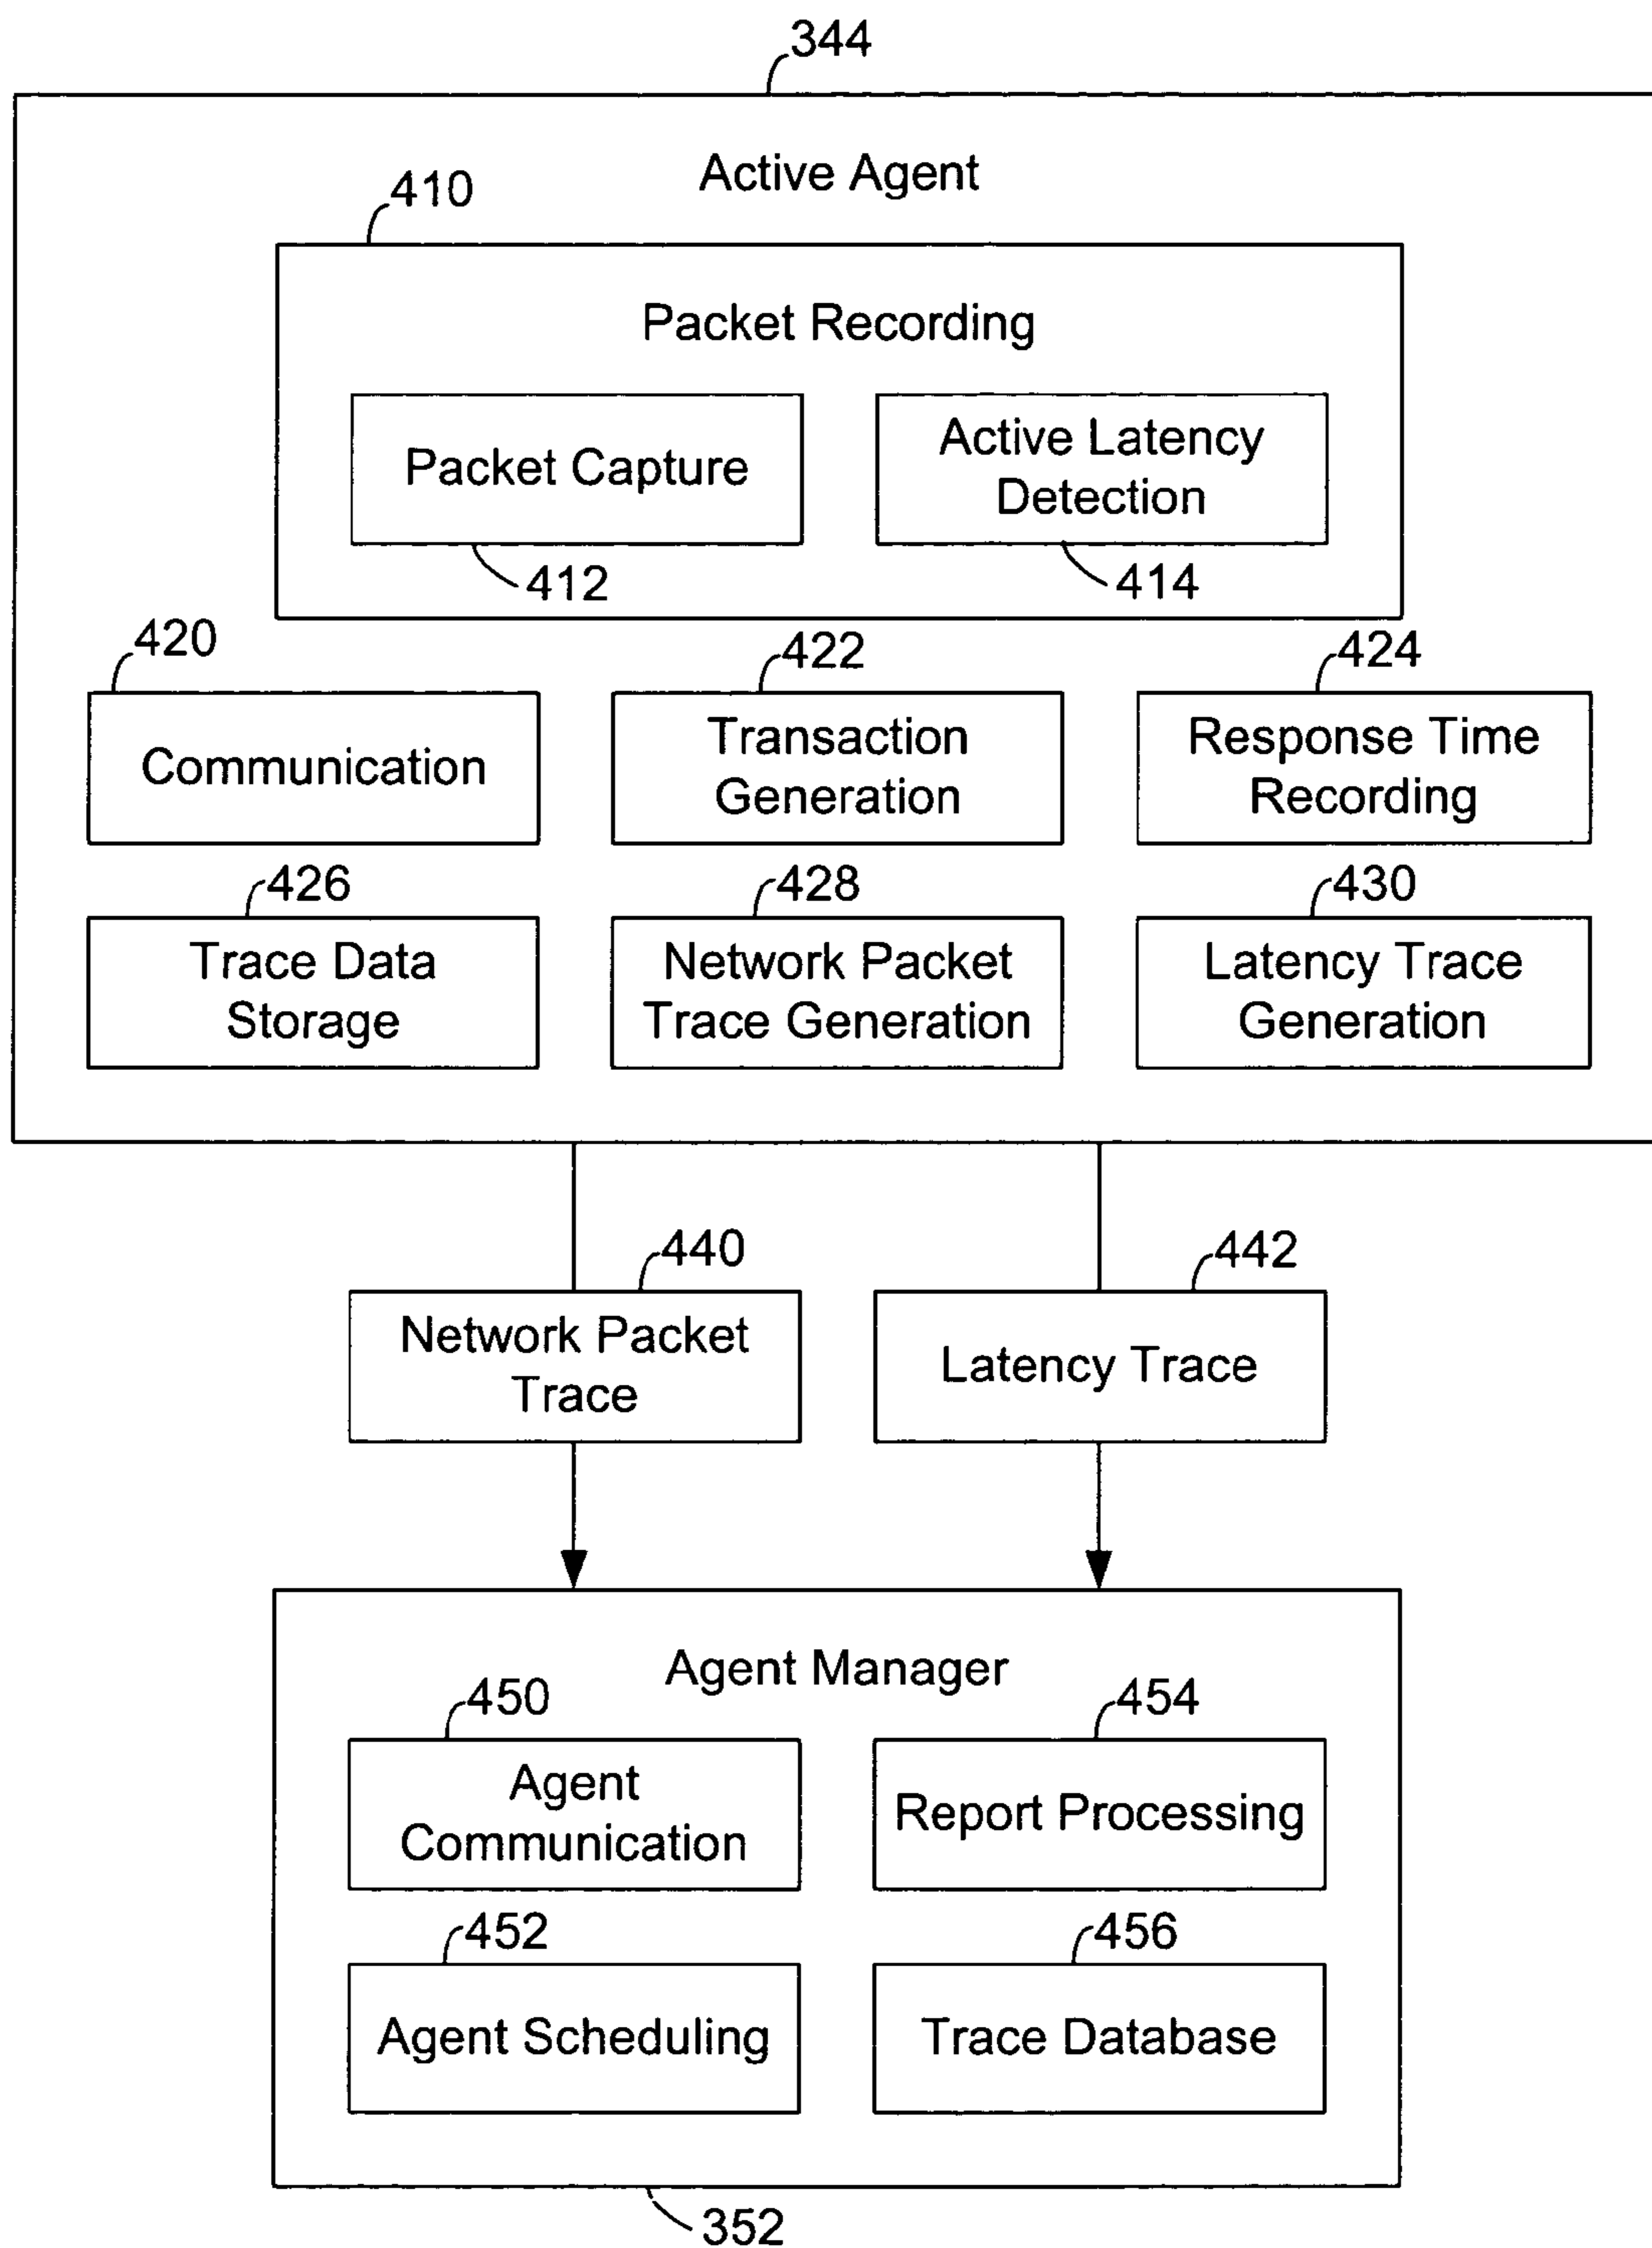 344
Active Agent
410
Packet Recording
Packet Capture
Active Latency
Detection
412
414
420
422
424
Communication
Transaction
Generation
Response Time
Recording
426
428
430
Trace Data
Storage
Network Packet
Trace Generation
Latency Trace
Generation
440
442
Network Packet
Trace
Latency Trace
Agent Manager
450
454
Agent
Communication
Report Processing
452
456
Agent Scheduling
Trace Database
352